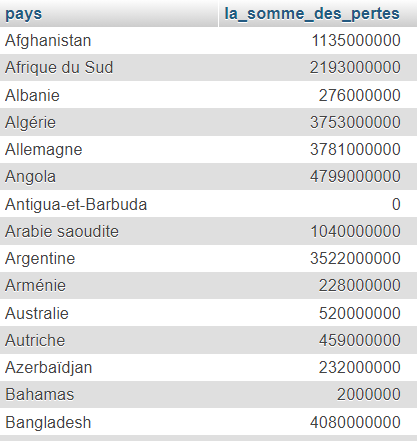 pays la_somme_des_pertes
Afghanistan 1135000000
Afrique du Sud 2193000000
Albanie 276000000
Algérie 3753000000
Allemagne 3781000000
Angola 4799000000
Antigua-et-Barbuda 0
Arabie saoudite 1040000000
Argentine 3522000000
Arménie 228000000
Australie 520000000
Autriche 459000000
Azerbaïdjan 232000000
Bahamas 2000000
Bangladesh 4080000000